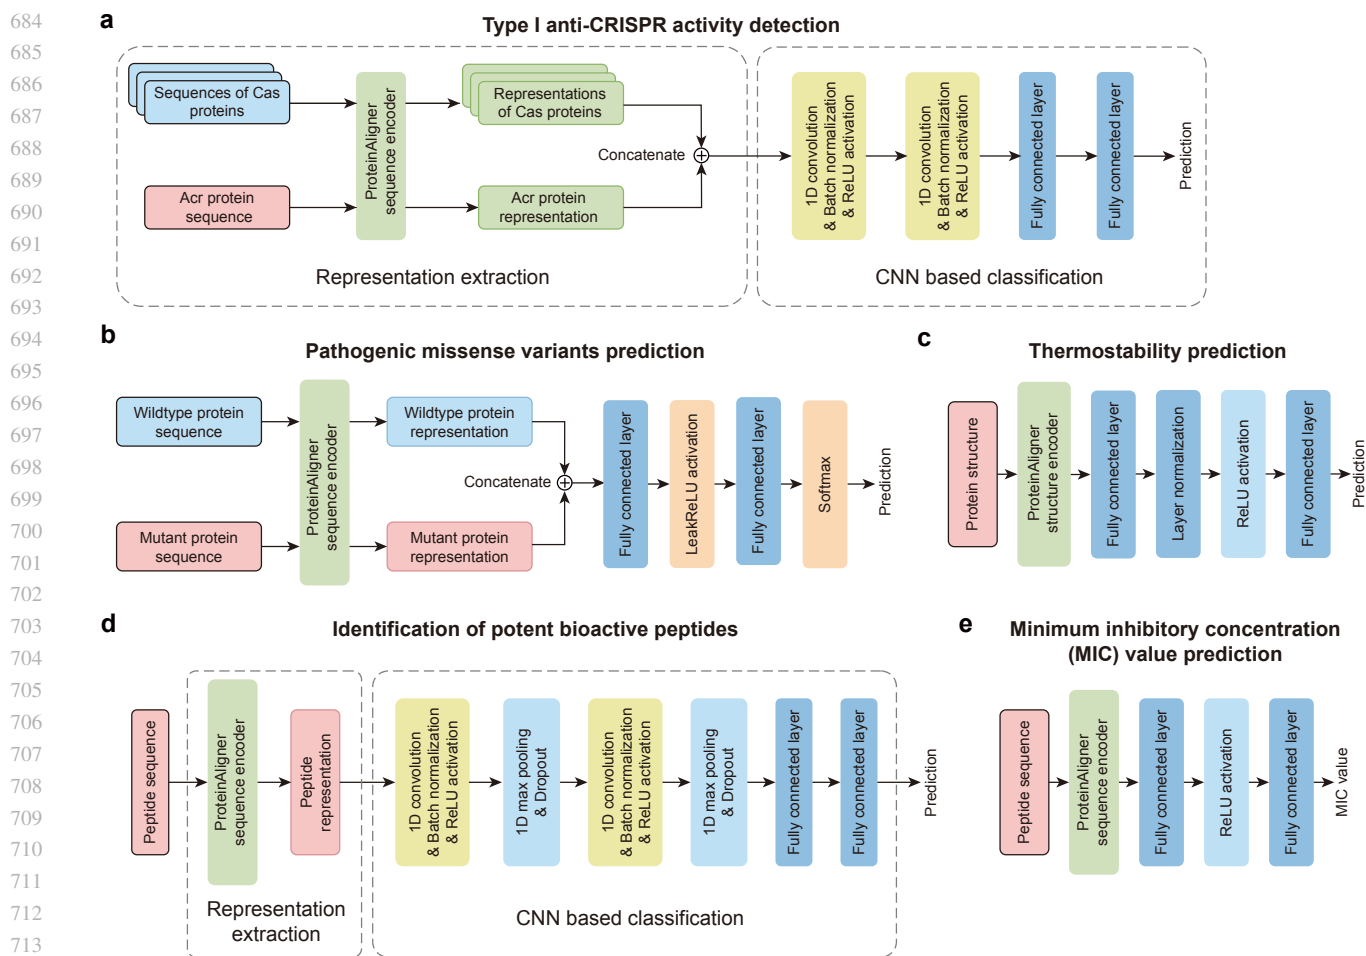 684
685
686
687
688
689
690
691
692
693
694
695
696
697
698
699
700
701
702
703
704
705
706
707
708
709
710
711
712
713
a
Type I anti-CRISPR activity detection
Sequences of Cas
proteins
ProteinAligner
sequence encoder
Representations
of Cas proteins
Concatenate
Acr protein
sequence
Acr protein
representation
Representation extraction
1D convolution
& Batch normalization
& ReLU activation
1D convolution
& Batch normalization
& ReLU activation
Fully connected layer
Fully connected layer
Prediction
CNN based classification
b
Pathogenic missense variants prediction
Wildtype protein
sequence
ProteinAligner
sequence encoder
Wildtype protein
representation
Concatenate
Mutant protein
sequence
Mutant protein
representation
Fully connected layer
LeakReLU activation
Fully connected layer
Softmax
Prediction
c
Thermostability prediction
Protein structure
ProteinAligner
structure encoder
Fully connected layer
Layer normalization
ReLU activation
Fully connected layer
Prediction
d
Identification of potent bioactive peptides
Peptide sequence
ProteinAligner
sequence encoder
Peptide
representation
Representation
extraction
1D convolution
& Batch normalization
& ReLU activation
1D max pooling
& Dropout
1D convolution
& Batch normalization
& ReLU activation
1D max pooling
& Dropout
Fully connected layer
Fully connected layer
Prediction
CNN based classification
e
Minimum inhibitory concentration
(MIC) value prediction
Peptide sequence
ProteinAligner
sequence encoder
Fully connected layer
ReLU activation
Fully connected layer
MIC value